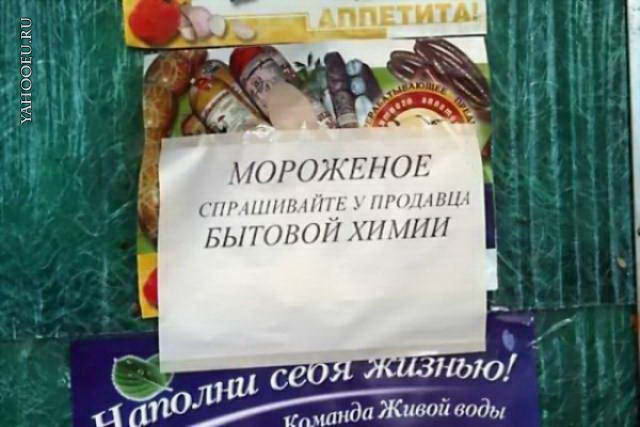 YAHOOEU.RU
АППЕТИТА!
МОРОЖЕНОЕ
СПРАШИВАЙТЕ У ПРОДАВЦА
БЫТОВОЙ ХИМИИ
Наполни себя жизнью!
Команда Живой воды